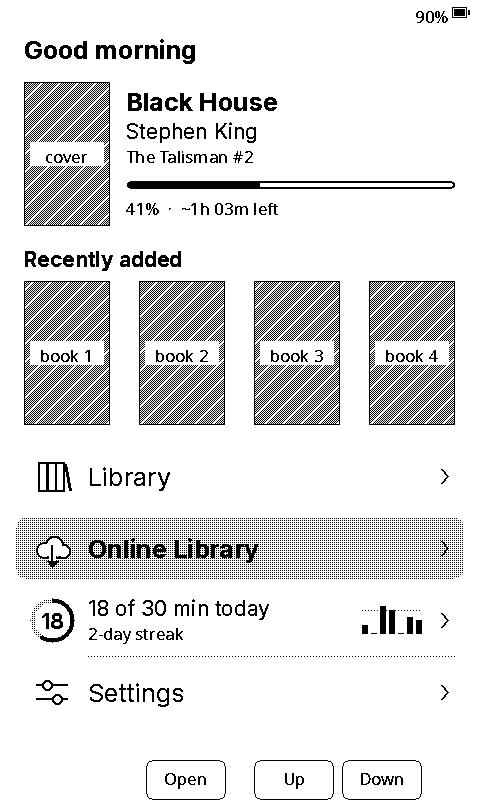 90%
Good morning
Black House
Stephen King
The Talisman #2
cover
41% · ~1h 03m left
Recently added
book 1
book 2
book 3
book 4
Library
Online Library
18
18 of 30 min today
2-day streak
Settings
Open
Up
Down